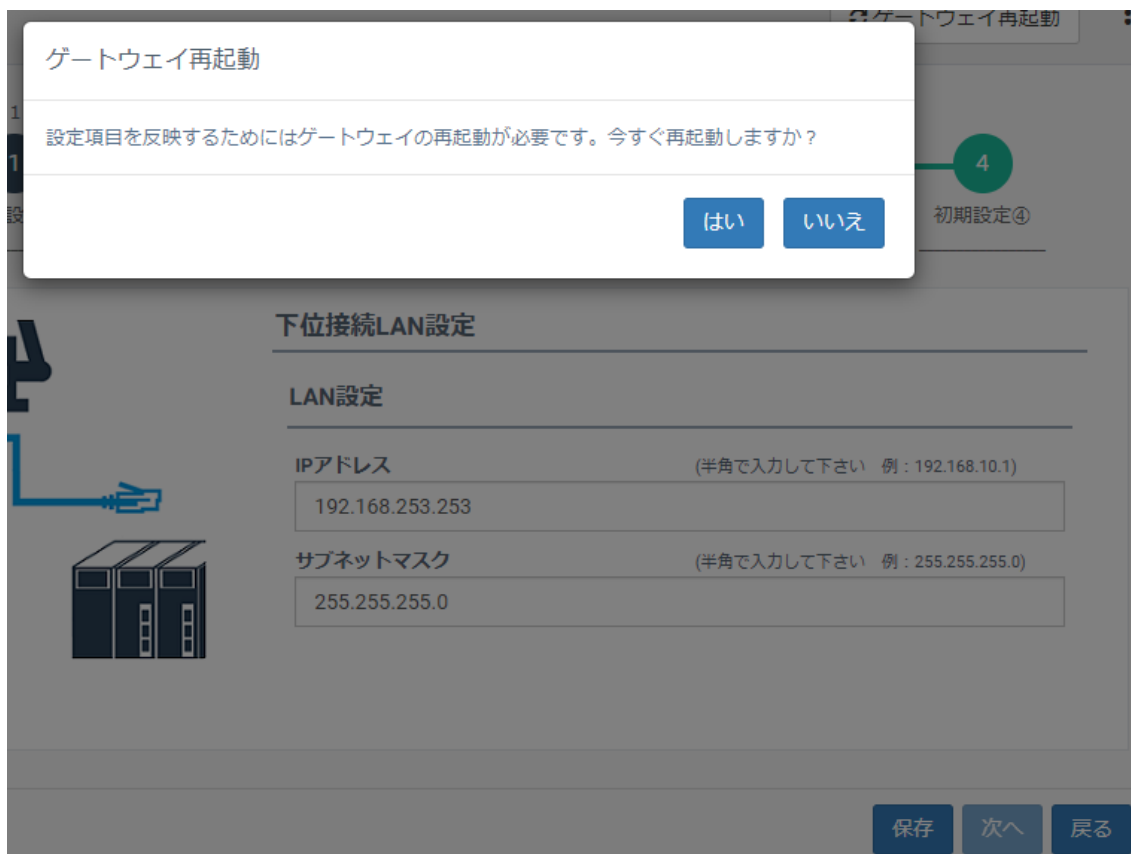 ゲートウェイ再起動
ゲートウェイ再起動
設定項目を反映するためにはゲートウェイの再起動が必要です。今すぐ再起動しますか？
はい
いいえ
1
1
4
設
初期設定④
下位接続LAN設定
LAN設定
IPアドレス (半角で入力して下さい 例：192.168.10.1)
192.168.253.253
サブネットマスク (半角で入力して下さい 例：255.255.255.0)
255.255.255.0
保存
次へ
戻る